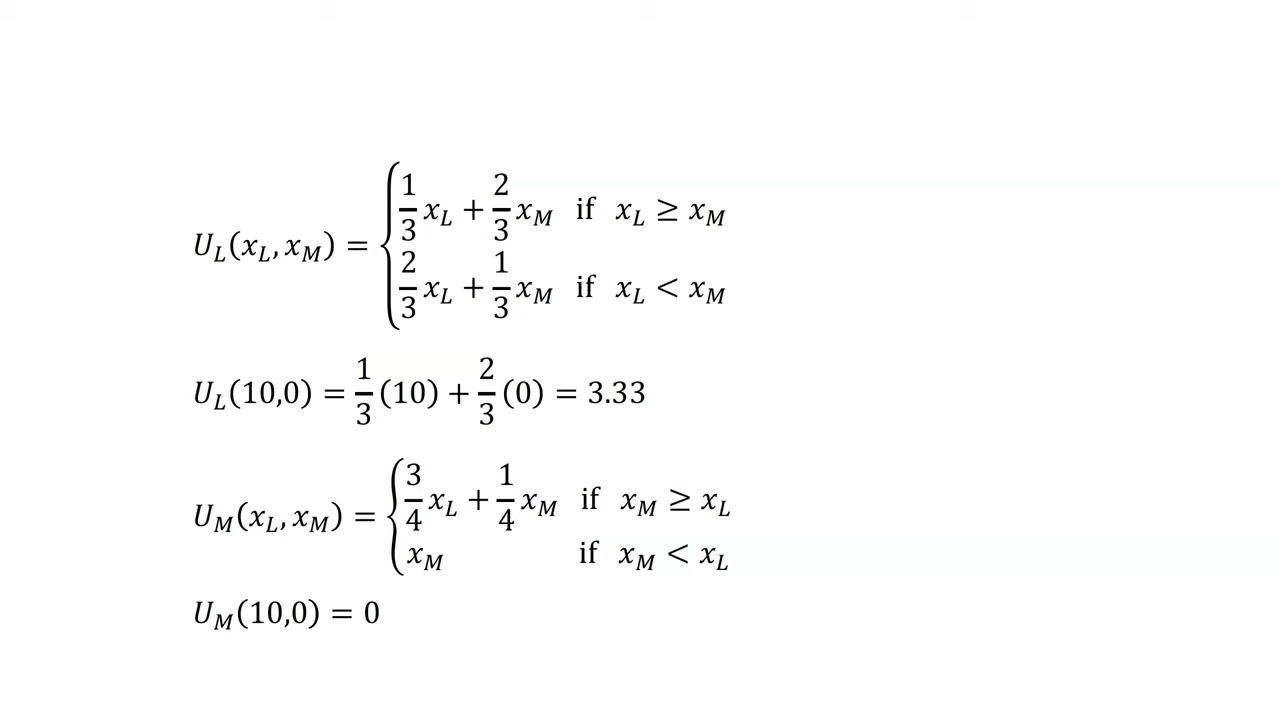 U_L(x_L, x_M) = { 1/3 x_L + 2/3 x_M if x_L ≥ x_M
2/3 x_L + 1/3 x_M if x_L < x_M
U_L(10,0) = 1/3 (10) + 2/3 (0) = 3.33
U_M(x_L, x_M) = { 3/4 x_L + 1/4 x_M if x_M ≥ x_L
x_M if x_M < x_L
U_M(10,0) = 0